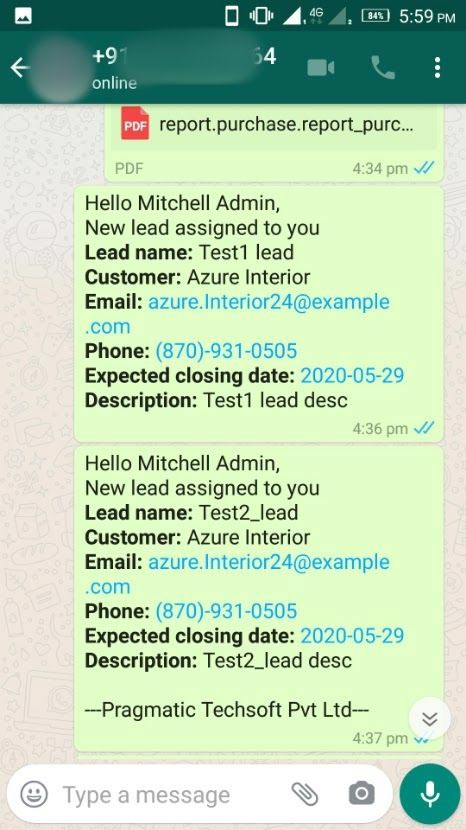 4G 84% 5:59 PM
+91 64
online
PDF report.purchase.report_purc...
PDF 4:34 pm
Hello Mitchell Admin,
New lead assigned to you
Lead name: Test1 lead
Customer: Azure Interior
Email: azure.Interior24@example
.com
Phone: (870)-931-0505
Expected closing date: 2020-05-29
Description: Test1 lead desc
4:36 pm
Hello Mitchell Admin,
New lead assigned to you
Lead name: Test2_lead
Customer: Azure Interior
Email: azure.Interior24@example
.com
Phone: (870)-931-0505
Expected closing date: 2020-05-29
Description: Test2_lead desc
---Pragmatic Techsoft Pvt Ltd---
4:37 pm
Type a message